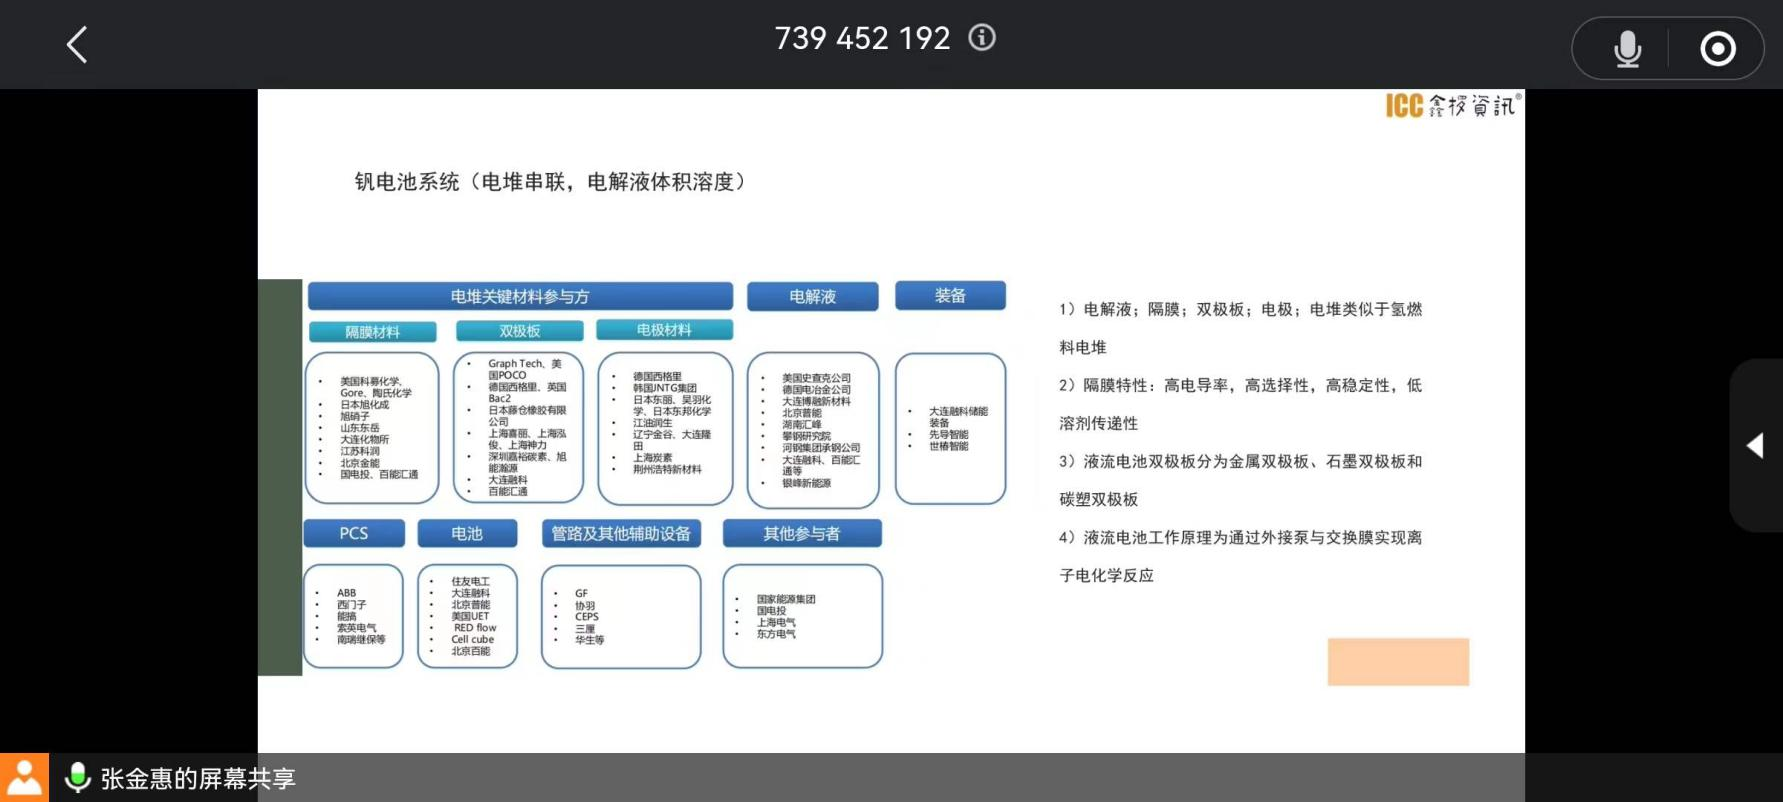 739 452 192
ICC 鑫椤資訊®
钒电池系统（电堆串联，电解液体积溶度）
电堆关键材料参与方
电解液
装备
隔膜材料
双极板
电极材料
• 美国科慕化学、
Gore、陶氏化学
• 日本旭化成
• 旭硝子
• 山东东岳
• 大连化物所
• 江苏科润
• 北京金能
• 国电投、百能汇通
• Graph Tech、美
国POCO
• 德国西格里、英国
Bac2
• 日本藤仓橡胶有限
公司
• 上海喜丽、上海泓
俊、上海神力
• 深圳嘉裕碳素、旭
能瀚源
• 大连融科
• 百能汇通
• 德国西格里
• 韩国JNTG集团
• 日本东丽、吴羽化
学、日本东邦化学
• 江油润生
• 辽宁金谷、大连隆
田
• 上海炭素
• 荆州浩特新材料
• 美国史查克公司
• 德国电冶金公司
• 大连博融新材料
• 北京普能
• 湖南汇峰
• 攀钢研究院
• 河钢集团承钢公司
• 大连融科、百能汇
通等
• 银峰新能源
• 大连融科储能
装备
• 先导智能
• 世椿智能
PCS
电池
管路及其他辅助设备
其他参与者
• ABB
• 西门子
• 能搞
• 索英电气
• 南瑞继保等
• 住友电工
• 大连融科
• 北京普能
• 美国UET
• RED flow
• Cell cube
• 北京百能
• GF
• 协羽
• CEPS
• 三厘
• 华生等
• 国家能源集团
• 国电投
• 上海电气
• 东方电气
1）电解液；隔膜；双极板；电极；电堆类似于氢燃
料电堆
2）隔膜特性：高电导率，高选择性，高稳定性，低
溶剂传递性
3）液流电池双极板分为金属双极板、石墨双极板和
碳塑双极板
4）液流电池工作原理为通过外接泵与交换膜实现离
子电化学反应
张金惠的屏幕共享